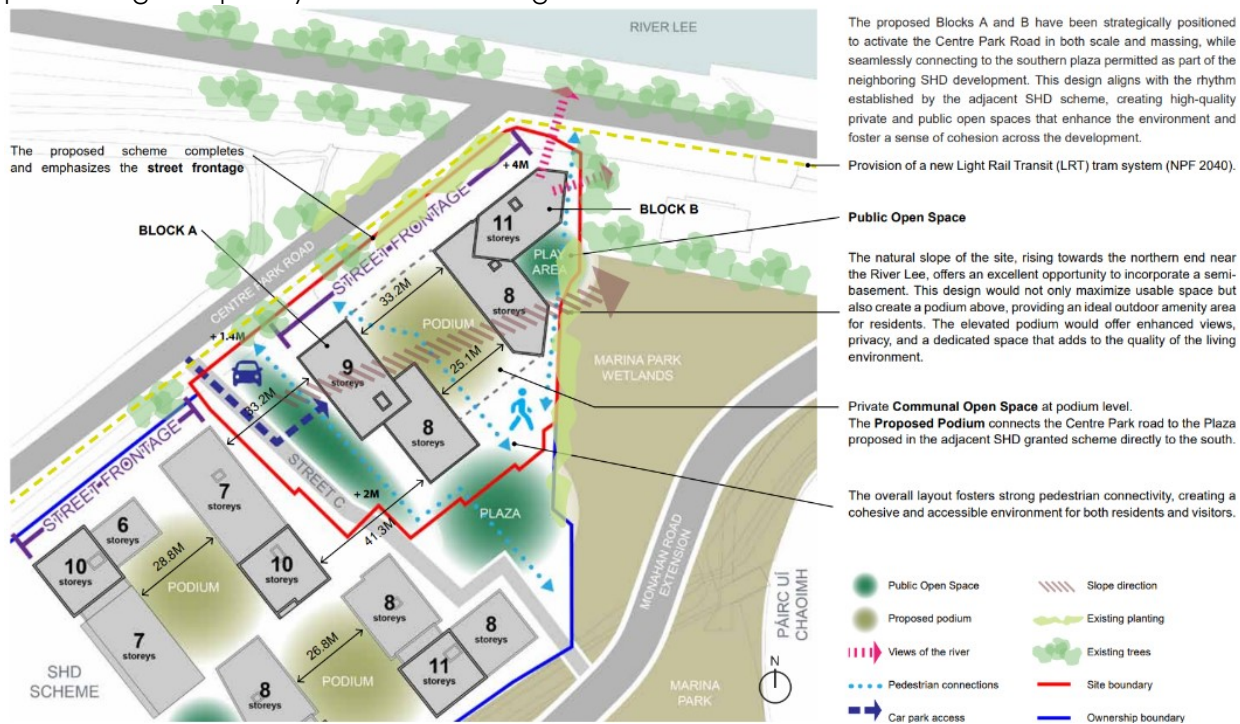 RIVER LEE
The proposed scheme completes
and emphasizes the street frontage
+ 4M
BLOCK B
BLOCK A
11
storeys
PLAY
AREA
STREET FRONTAGE
CENTRE PARK ROAD
33.2M
8
storeys
PODIUM
+ 1.4M
25.1M
9
storeys
MARINA PARK
WETLANDS
33.2M
8
storeys
STREET FRONTAGE
STREET C
+ 2M
7
storeys
PLAZA
41.3M
6
storeys
10
storeys
28.8M
PODIUM
10
storeys
MONAHAN ROAD
EXTENSION
PÁIRC UÍ
CHAOIMH
8
storeys
8
storeys
7
storeys
26.8M
SHD
SCHEME
8
storeys
PODIUM
11
storeys
MARINA
PARK
N
The proposed Blocks A and B have been strategically positioned
to activate the Centre Park Road in both scale and massing, while
seamlessly connecting to the southern plaza permitted as part of the
neighboring SHD development. This design aligns with the rhythm
established by the adjacent SHD scheme, creating high-quality
private and public open spaces that enhance the environment and
foster a sense of cohesion across the development.
Provision of a new Light Rail Transit (LRT) tram system (NPF 2040).
Public Open Space
The natural slope of the site, rising towards the northern end near
the River Lee, offers an excellent opportunity to incorporate a semi-
basement. This design would not only maximize usable space but
also create a podium above, providing an ideal outdoor amenity area
for residents. The elevated podium would offer enhanced views,
privacy, and a dedicated space that adds to the quality of the living
environment.
Private Communal Open Space at podium level.
The Proposed Podium connects the Centre Park road to the Plaza
proposed in the adjacent SHD granted scheme directly to the south.
The overall layout fosters strong pedestrian connectivity, creating a
cohesive and accessible environment for both residents and visitors.
Public Open Space
Slope direction
Proposed podium
Existing planting
Views of the river
Existing trees
Pedestrian connections
Site boundary
Car park access
Ownership boundary